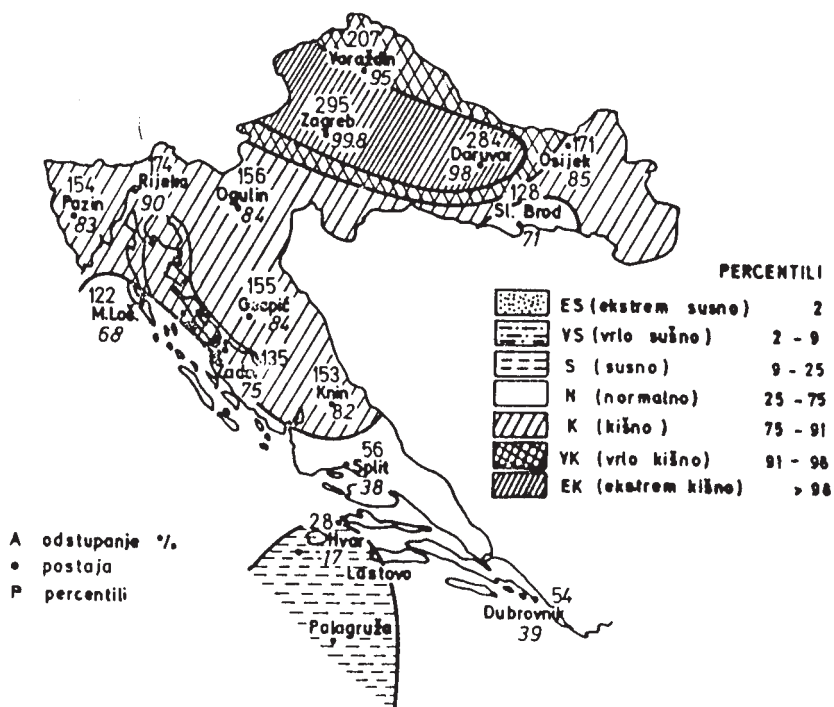 207
Varaždin
95
295
Zagreb
99.8
284
Daruvar
98
171
Osijek
85
128
Sl. Brod
71
154
Pazin
83
74
Rijeka
90
156
Ogulin
84
122
M.Loš.
68
155
Gospić
84
135
75
153
Knin
82
56
Split
38
28
Hvar
17
Lastovo
Palagruža
54
Dubrovnik
39
PERCENTILI
ES (ekstrem susno) 2
VS (vrlo sušno) 2 - 9
S (susno) 9 - 25
N (normalno) 25 - 75
K (kišno) 75 - 91
VK (vrlo kišno) 91 - 98
EK (ekstrem kišno) > 98
A odstupanje %
• postaja
P percentili